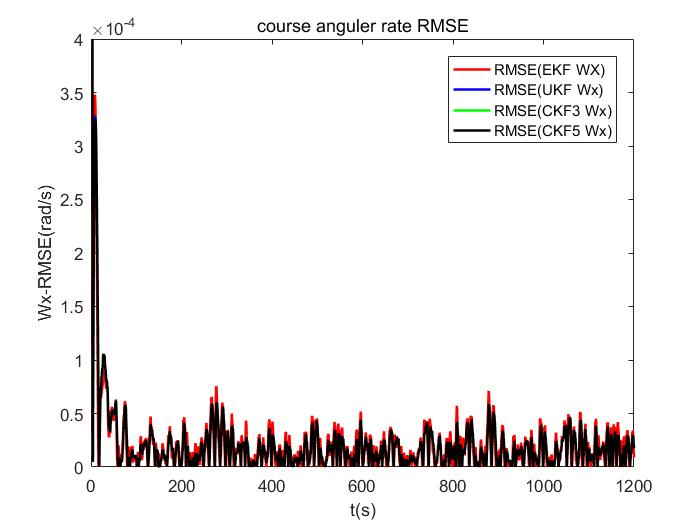 course anguler rate RMSE
×10⁻⁴
4
3.5
3
2.5
2
1.5
1
0.5
0
Wx-RMSE(rad/s)
RMSE(EKF WX)
RMSE(UKF Wx)
RMSE(CKF3 Wx)
RMSE(CKF5 Wx)
0 200 400 600 800 1000 1200
t(s)